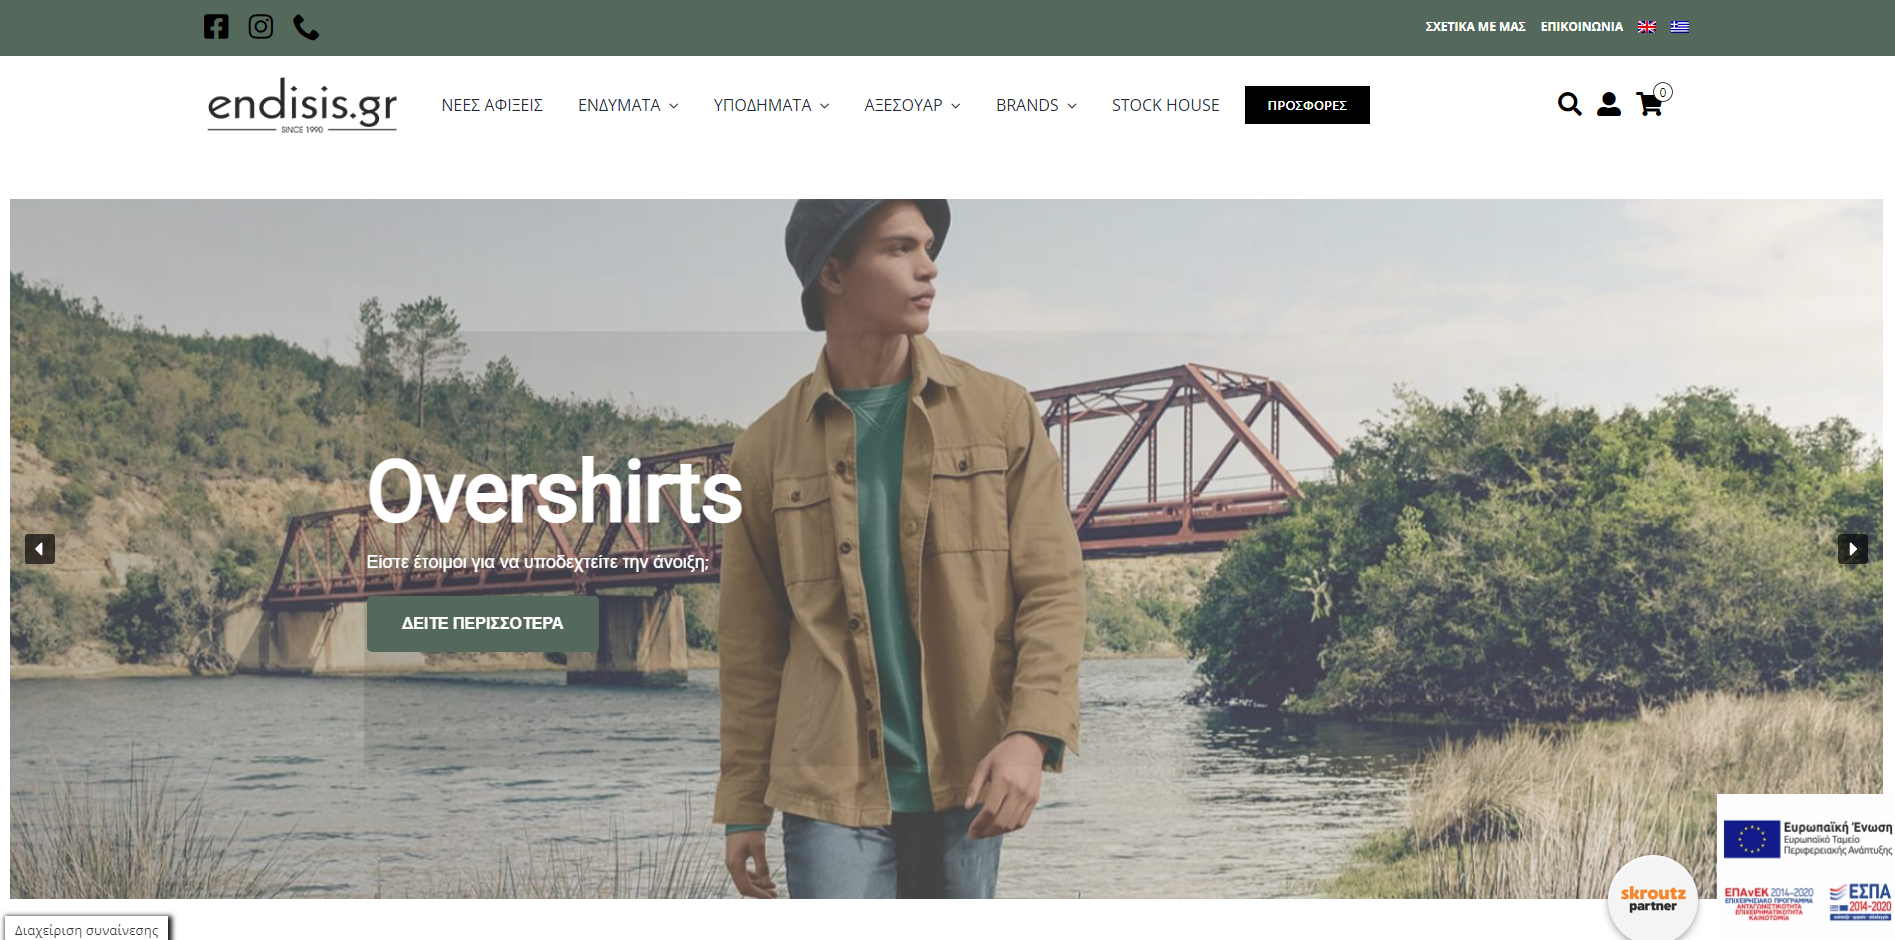 ΣΧΕΤΙΚΑ ΜΕ ΜΑΣ ΕΠΙΚΟΙΝΩΝΙΑ
endisis.gr
SINCE 1990
ΝΕΕΣ ΑΦΙΞΕΙΣ ΕΝΔΥΜΑΤΑ ΥΠΟΔΗΜΑΤΑ ΑΞΕΣΟΥΑΡ BRANDS STOCK HOUSE ΠΡΟΣΦΟΡΕΣ
0
Overshirts
Είστε έτοιμοι για να υποδεχτείτε την άνοιξη;
ΔΕΙΤΕ ΠΕΡΙΣΣΟΤΕΡΑ
Ευρωπαϊκή Ένωση
Ευρωπαϊκό Ταμείο
Περιφερειακής Ανάπτυξης
skroutz
partner
ΕΠΑνΕΚ 2014-2020
ΕΠΙΧΕΙΡΗΣΙΑΚΟ ΠΡΟΓΡΑΜΜΑ
ΑΝΤΑΓΩΝΙΣΤΙΚΟΤΗΤΑ
ΕΠΙΧΕΙΡΗΜΑΤΙΚΟΤΗΤΑ
ΚΑΙΝΟΤΟΜΙΑ
ΕΣΠΑ
2014-2020
Διαχείριση συναίνεσης